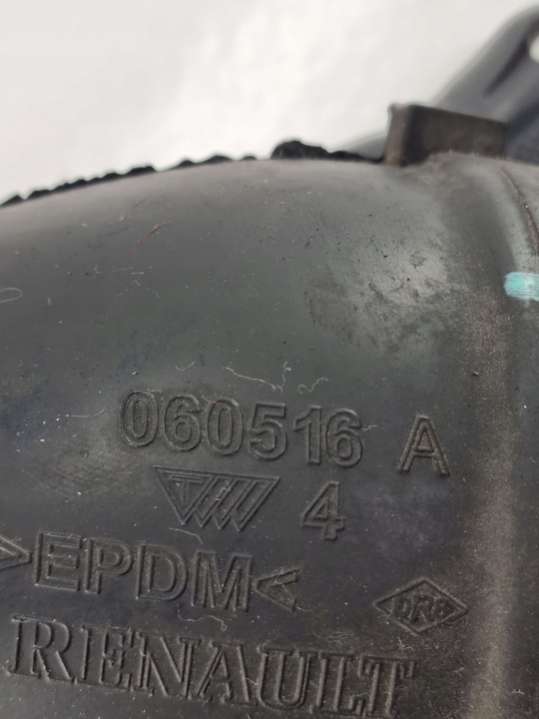 060516 A
4
>EPDM<
RENAULT